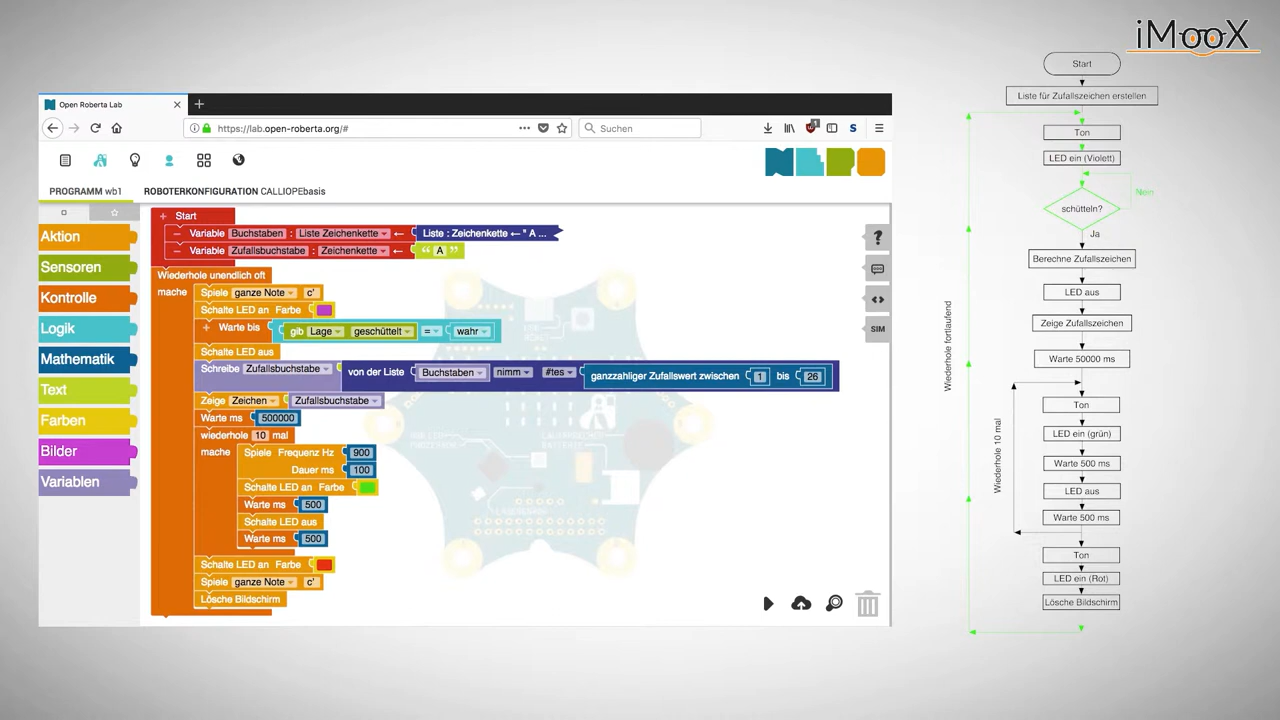 iMooX
Open Roberta Lab
https://lab.open-roberta.org/#
Suchen
1
S
PROGRAMM wb1
ROBOTERKONFIGURATION CALLIOPEbasis
Aktion
Sensoren
Kontrolle
Logik
Mathematik
Text
Farben
Bilder
Variablen
Start
Variable Buchstaben : Liste Zeichenkette ← Liste : Zeichenkette ← " A ...
Variable Zufallsbuchstabe : Zeichenkette ← “ A ”
Wiederhole unendlich oft
mache
Spiele ganze Note c'
Schalte LED an Farbe
+ Warte bis gib Lage geschüttelt = wahr
Schalte LED aus
Schreibe Zufallsbuchstabe von der Liste Buchstaben nimm #tes ganzzahliger Zufallswert zwischen 1 bis 26
Zeige Zeichen Zufallsbuchstabe
Warte ms 500000
wiederhole 10 mal
mache Spiele Frequenz Hz 900
Dauer ms 100
Schalte LED an Farbe
Warte ms 500
Schalte LED aus
Warte ms 500
Schalte LED an Farbe
Spiele ganze Note c'
Lösche Bildschirm
?
SIM
Start
Liste für Zufallszeichen erstellen
Ton
LED ein (Violett)
Nein
schütteln?
Ja
Berechne Zufallszeichen
LED aus
Zeige Zufallszeichen
Warte 50000 ms
Ton
LED ein (grün)
Warte 500 ms
LED aus
Warte 500 ms
Ton
LED ein (Rot)
Lösche Bildschirm
Wiederhole fortlaufend
Wiederhole 10 mal